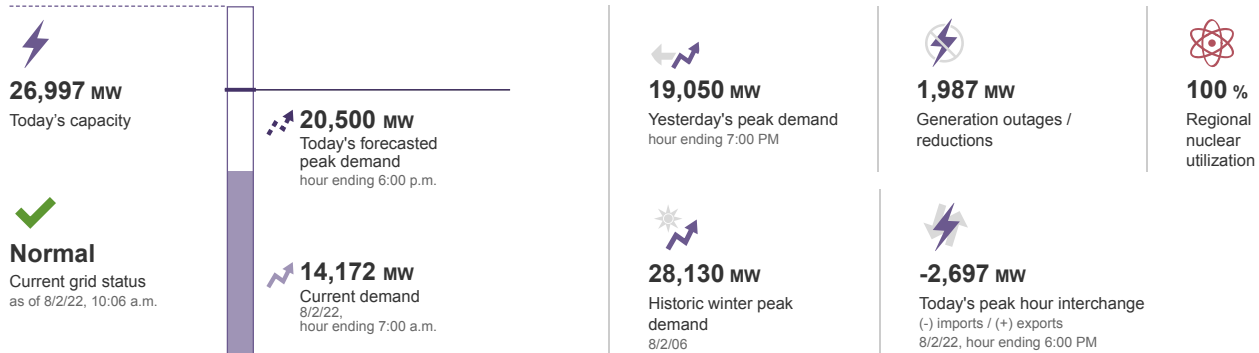 26,997 MW
Today's capacity
Normal
Current grid status
as of 8/2/22, 10:06 a.m.
20,500 MW
Today's forecasted
peak demand
hour ending 6:00 p.m.
14,172 MW
Current demand
8/2/22,
hour ending 7:00 a.m.
19,050 MW
Yesterday's peak demand
hour ending 7:00 PM
1,987 MW
Generation outages /
reductions
100 %
Regional
nuclear
utilization
28,130 MW
Historic winter peak
demand
8/2/06
-2,697 MW
Today's peak hour interchange
(-) imports / (+) exports
8/2/22, hour ending 6:00 PM